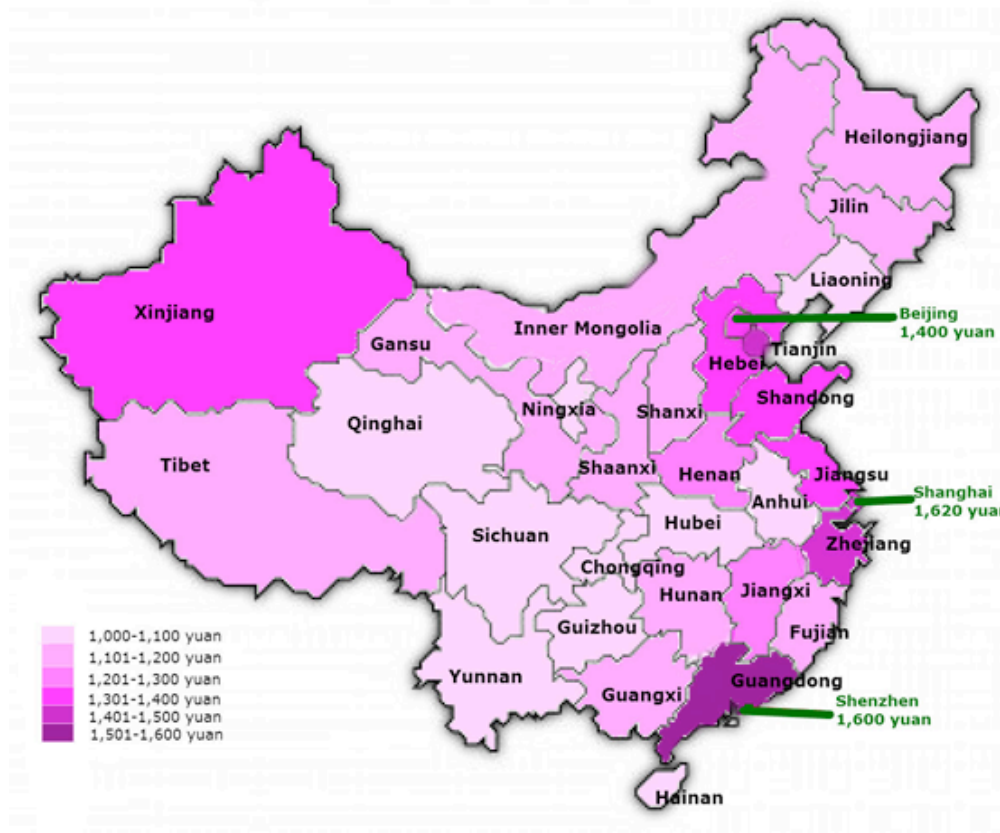 Heilongjiang
Jilin
Liaoning
Beijing
1,400 yuan
Xinjiang
Inner Mongolia
Gansu
Tianjin
Hebei
Shandong
Ningxia
Shanxi
Qinghai
Tibet
Shaanxi
Henan
Jiangsu
Anhui
Shanghai
1,620 yuan
Hubei
Sichuan
Zhejiang
Chongqing
Hunan
Jiangxi
Guizhou
Fujian
1,000-1,100 yuan
1,101-1,200 yuan
1,201-1,300 yuan
1,301-1,400 yuan
1,401-1,500 yuan
1,501-1,600 yuan
Yunnan
Guangxi
Guangdong
Shenzhen
1,600 yuan
Hainan